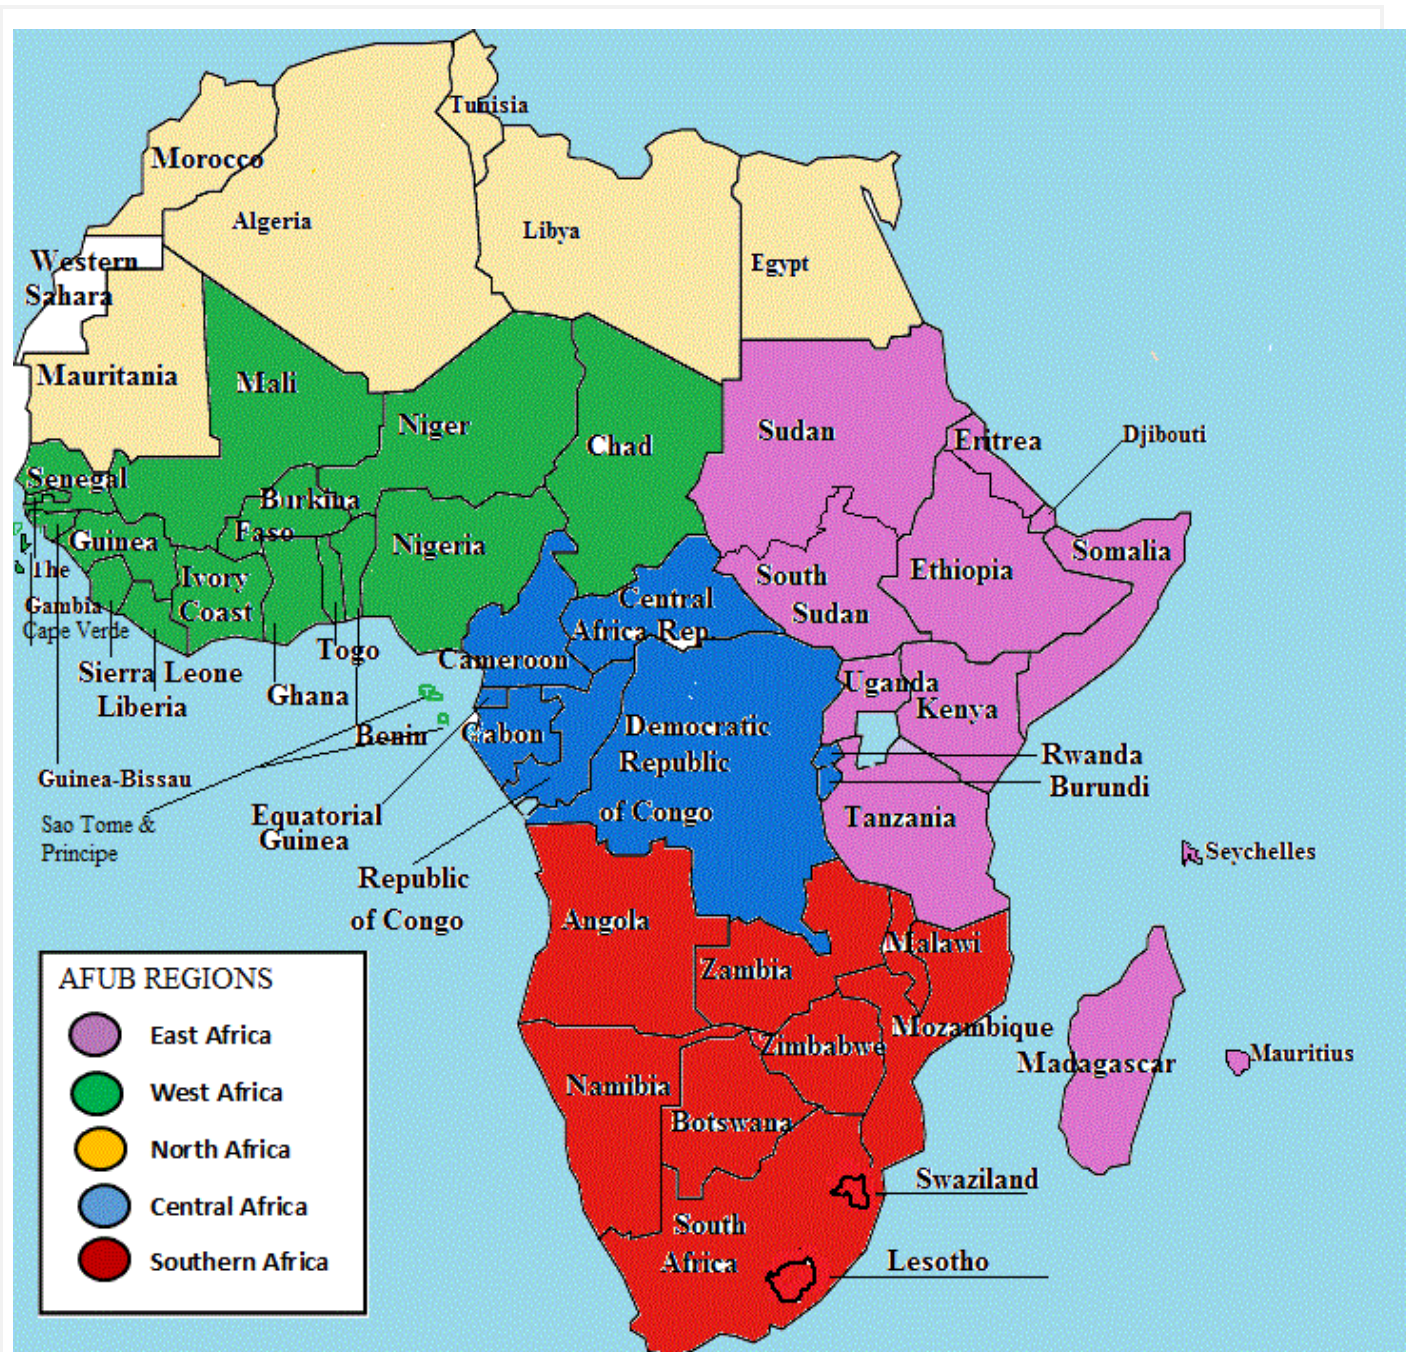 Tunisia
Morocco
Algeria
Libya
Egypt
Western
Sahara
Mauritania
Mali
Niger
Chad
Sudan
Eritrea
Djibouti
Senegal
Burkina
Faso
Guinea
Nigeria
Ivory
Coast
South
Sudan
Ethiopia
Somalia
The
Gambia
Cape Verde
Central
Africa Rep.
Togo
Cameroon
Sierra Leone
Liberia
Ghana
Benin
Gabon
Uganda
Kenya
Democratic
Republic
of Congo
Rwanda
Burundi
Guinea-Bissau
Sao Tome &
Principe
Equatorial
Guinea
Tanzania
Seychelles
Republic
of Congo
Angola
Malawi
Zambia
Mozambique
Zimbabwe
Madagascar
Mauritius
Namibia
Botswana
Swaziland
South
Africa
Lesotho
AFUB REGIONS
East Africa
West Africa
North Africa
Central Africa
Southern Africa